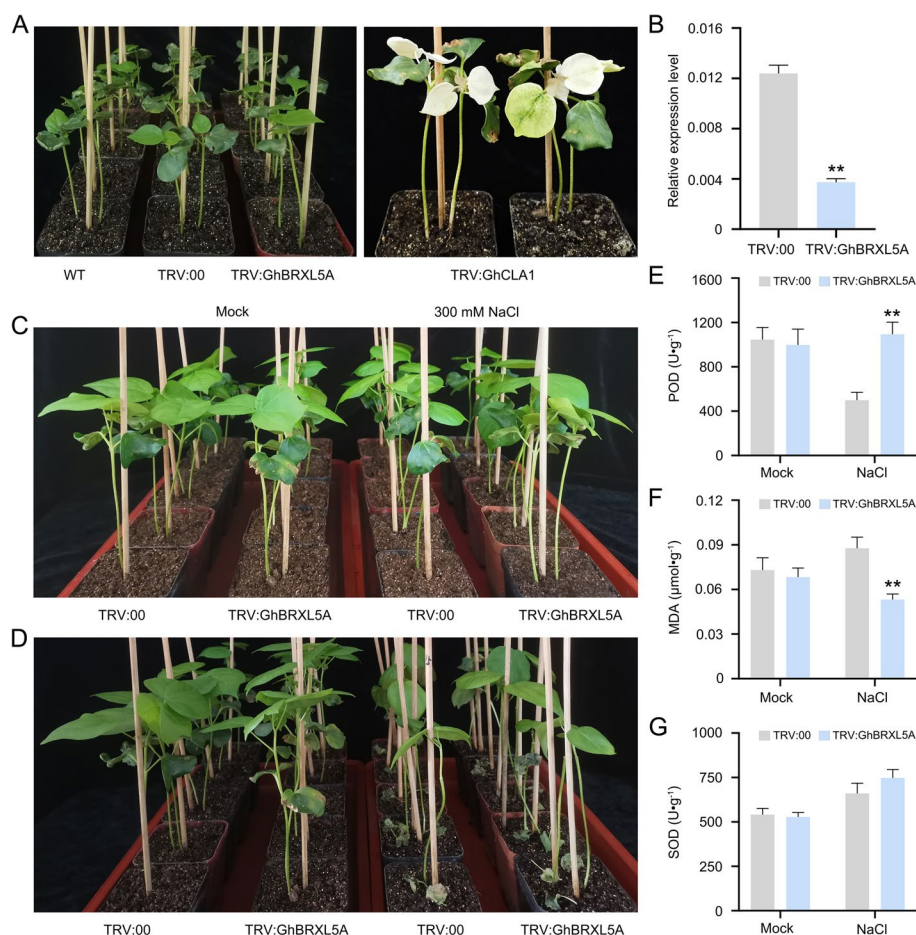 A
WT
TRV:00
TRV:GhBRXL5A
TRV:GhCLA1
B
Relative expression level
0.016
0.012
0.008
0.004
0
**
TRV:00
TRV:GhBRXL5A
C
Mock
300 mM NaCl
TRV:00
TRV:GhBRXL5A
TRV:00
TRV:GhBRXL5A
D
TRV:00
TRV:GhBRXL5A
TRV:00
TRV:GhBRXL5A
E
TRV:00
TRV:GhBRXL5A
POD (U•g⁻¹)
1600
1200
800
400
0
**
Mock
NaCl
F
TRV:00
TRV:GhBRXL5A
MDA (μmol•g⁻¹)
0.12
0.09
0.06
0.03
0
**
Mock
NaCl
G
TRV:00
TRV:GhBRXL5A
SOD (U•g⁻¹)
1000
750
500
250
0
Mock
NaCl